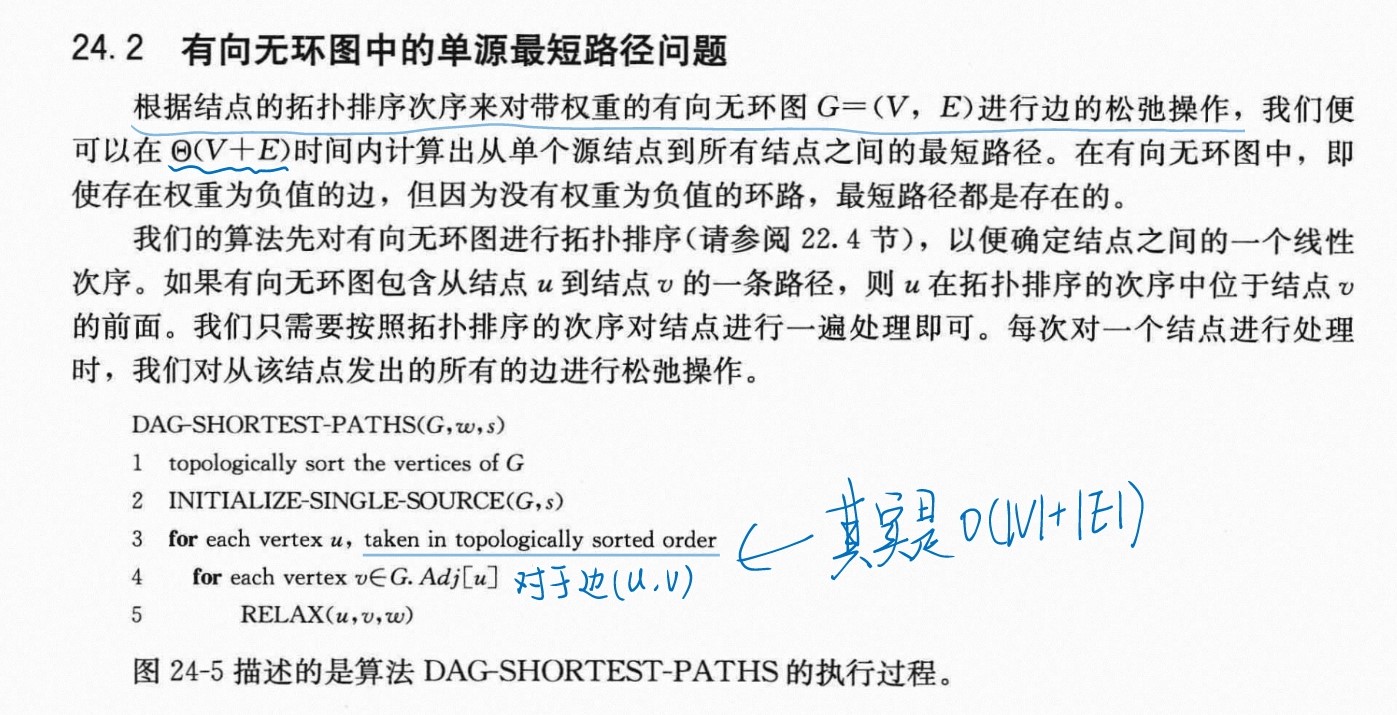 24.2 有向无环图中的单源最短路径问题
根据结点的拓扑排序次序来对带权重的有向无环图 G=(V, E)进行边的松弛操作，我们便
可以在 Θ(V+E)时间内计算出从单个源结点到所有结点之间的最短路径。在有向无环图中，即
使存在权重为负值的边，但因为没有权重为负值的环路，最短路径都是存在的。
我们的算法先对有向无环图进行拓扑排序(请参阅 22.4 节)，以便确定结点之间的一个线性
次序。如果有向无环图包含从结点 u 到结点 v 的一条路径，则 u 在拓扑排序的次序中位于结点 v
的前面。我们只需要按照拓扑排序的次序对结点进行一遍处理即可。每次对一个结点进行处理
时，我们对从该结点发出的所有的边进行松弛操作。
DAG-SHORTEST-PATHS(G,w,s)
1 topologically sort the vertices of G
2 INITIALIZE-SINGLE-SOURCE(G,s)
3 for each vertex u, taken in topologically sorted order
其实是 O(|V|+|E|)
4 for each vertex v∈G.Adj[u] 对于边(u,v)
5 RELAX(u,v,w)
图 24-5 描述的是算法 DAG-SHORTEST-PATHS 的执行过程。